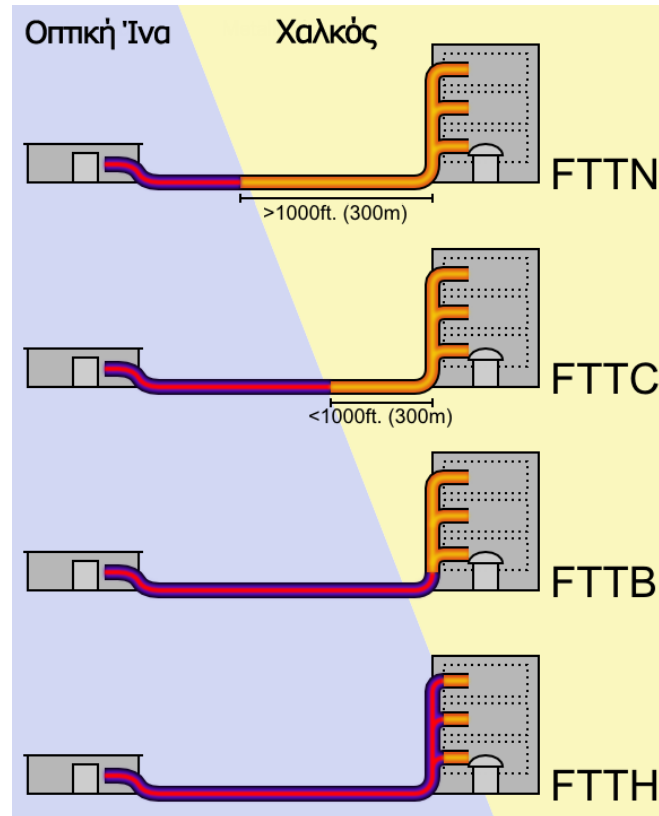 Οπτική Ίνα
Χαλκός
FTTN
>1000ft. (300m)
FTTC
<1000ft. (300m)
FTTB
FTTH